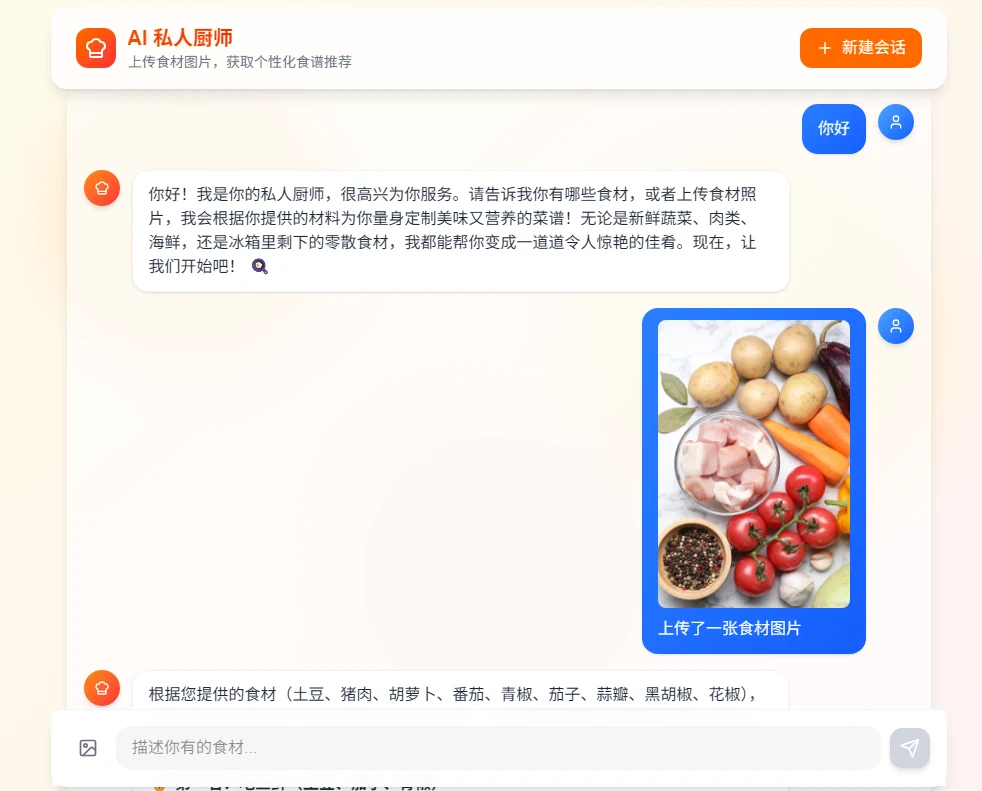 AI 私人厨师
上传食材图片，获取个性化食谱推荐
新建会话
你好
你好！我是你的私人厨师，很高兴为你服务。请告诉我你有哪些食材，或者上传食材照
片，我会根据你提供的材料为你量身定制美味又营养的菜谱！无论是新鲜蔬菜、肉类、
海鲜，还是冰箱里剩下的零散食材，我都能帮你变成一道道令人惊艳的佳肴。现在，让
我们开始吧！
上传了一张食材图片
根据您提供的食材（土豆、猪肉、胡萝卜、番茄、青椒、茄子、蒜瓣、黑胡椒、花椒），
描述你有的食材...